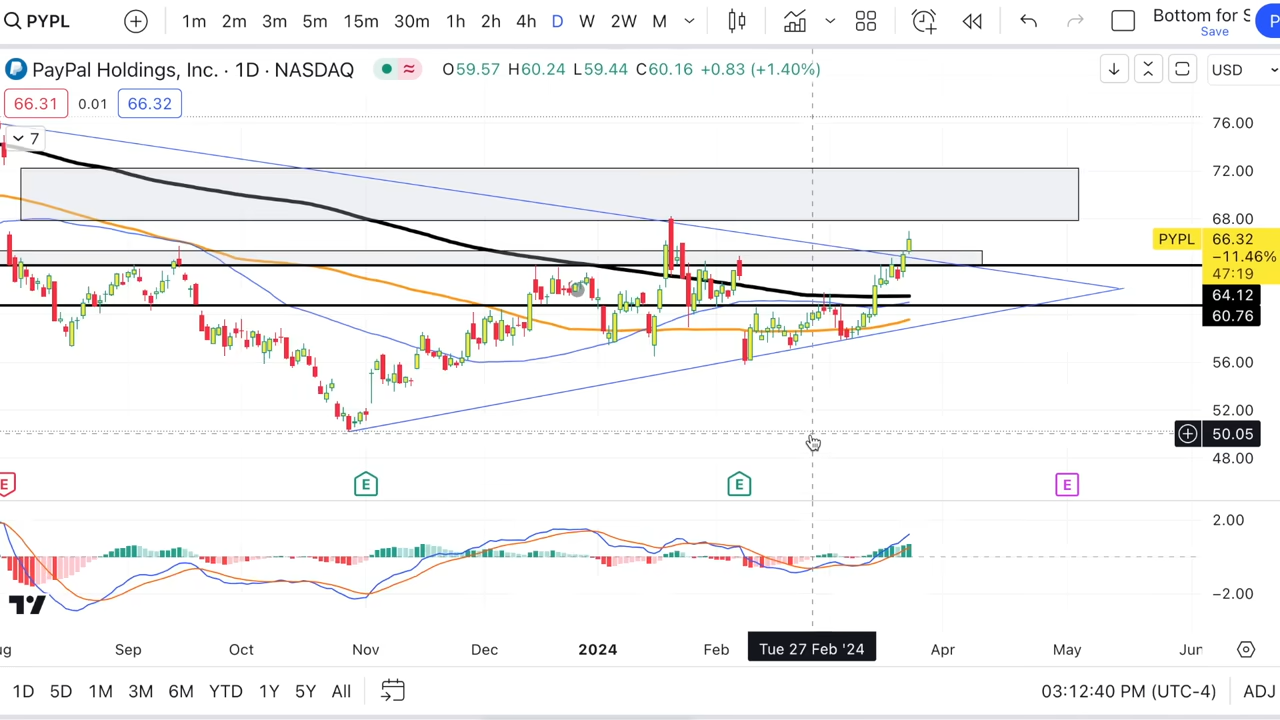 PYPL
1m 2m 3m 5m 15m 30m 1h 2h 4h D W 2W M
Bottom for S
Save
P
PayPal Holdings, Inc. · 1D · NASDAQ
≈
O59.57 H60.24 L59.44 C60.16 +0.83 (+1.40%)
USD
66.31
0.01
66.32
7
76.00
72.00
68.00
PYPL
66.32
−11.46%
47:19
64.12
60.76
56.00
52.00
50.05
48.00
E
E
E
E
2.00
−2.00
Sep
Oct
Nov
Dec
2024
Feb
Tue 27 Feb '24
Apr
May
Jun
1D 5D 1M 3M 6M YTD 1Y 5Y All
03:12:40 PM (UTC-4)
ADJ